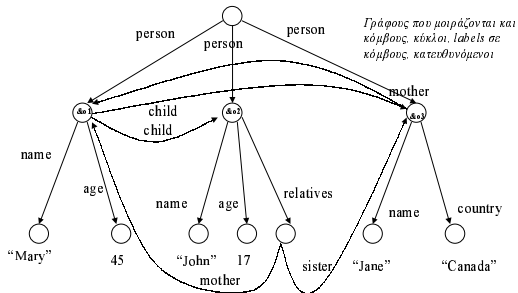 person
person
person
Γράφους που μοιράζονται και
κόμβους, κύκλοι, labels σε
κόμβους, κατευθυνόμενοι
mother
&o1
child
child
&o2
&o3
name
age
name
age
relatives
name
country
"Mary"
45
"John"
17
mother
sister
"Jane"
"Canada"